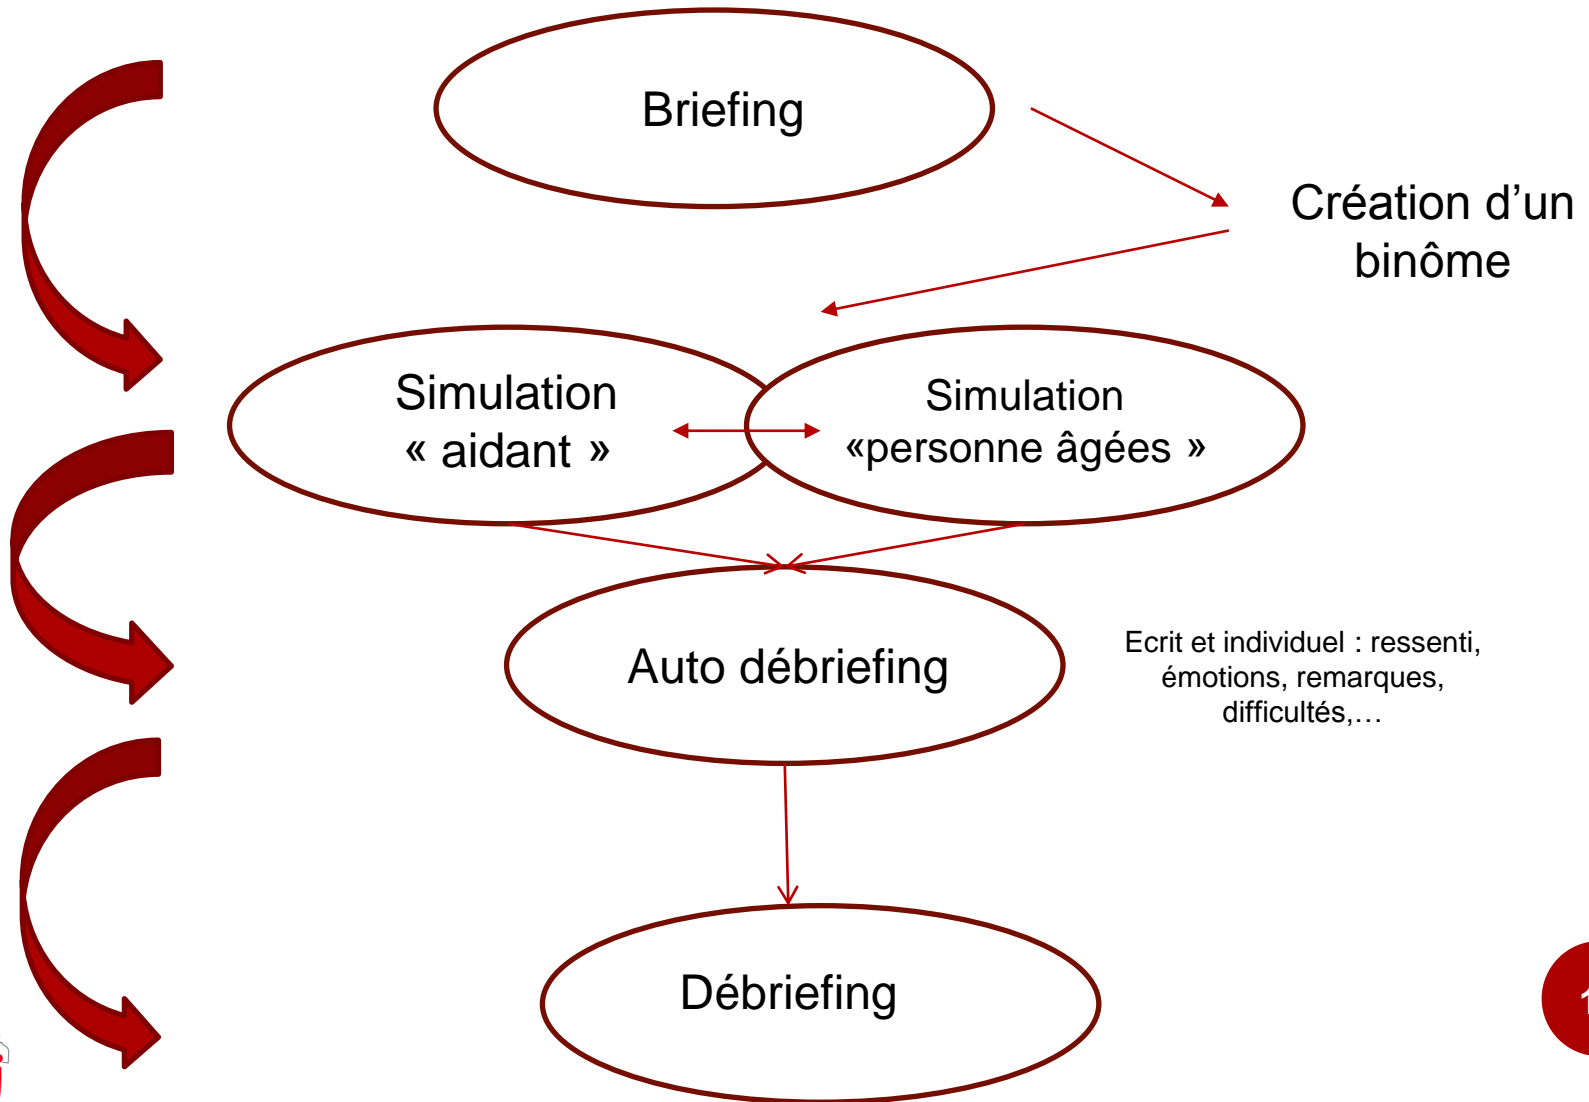 Briefing
Création d’un
binôme
Simulation
« aidant »
Simulation
«personne âgées »
Auto débriefing
Ecrit et individuel : ressenti,
émotions, remarques,
difficultés,…
Débriefing